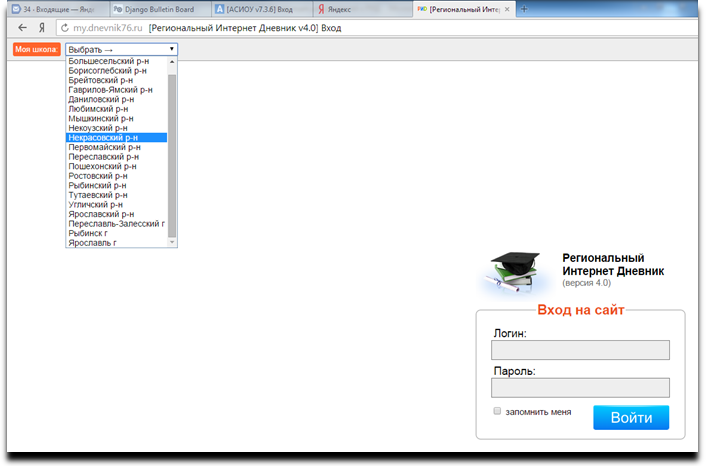 34 - Входящие — Янд
Django Bulletin Board
[АСИОУ v7.3.6] Вход
Яндекс
[Региональный Интер
my.dnevnik76.ru [Региональный Интернет Дневник v4.0] Вход
Моя школа:
Выбрать →
Большесельский р-н
Борисоглебский р-н
Брейтовский р-н
Гаврилов-Ямский р-н
Даниловский р-н
Любимский р-н
Мышкинский р-н
Некоузский р-н
Некрасовский р-н
Первомайский р-н
Переславский р-н
Пошехонский р-н
Ростовский р-н
Рыбинский р-н
Тутаевский р-н
Угличский р-н
Ярославский р-н
Переславль-Залесский г
Рыбинск г
Ярославль г
Региональный
Интернет Дневник
(версия 4.0)
Вход на сайт
Логин:
Пароль:
запомнить меня
Войти